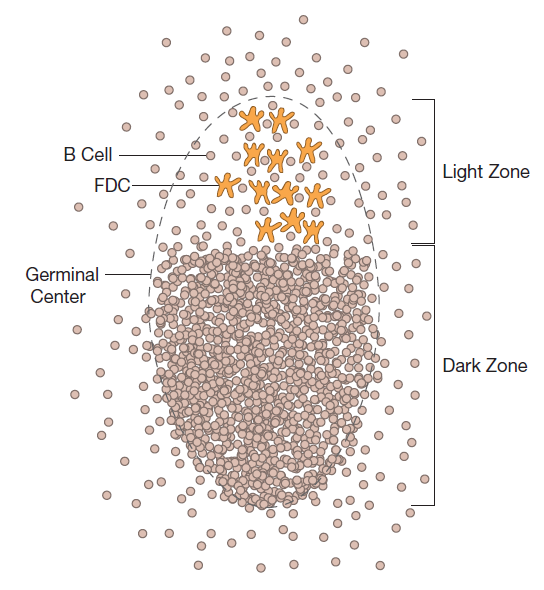 B Cell
FDC
Light Zone
Germinal
Center
Dark Zone